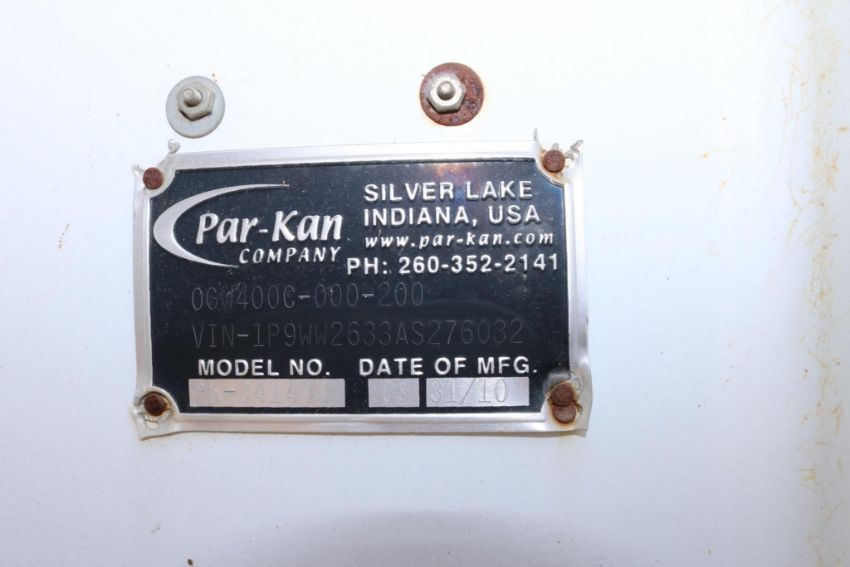 Par-Kan
COMPANY
SILVER LAKE
INDIANA, USA
www.par-kan.com
PH: 260-352-2141
OGW400C-000-200
VIN-1P9WW2633AS276032
MODEL NO. DATE OF MFG.
03 31/10